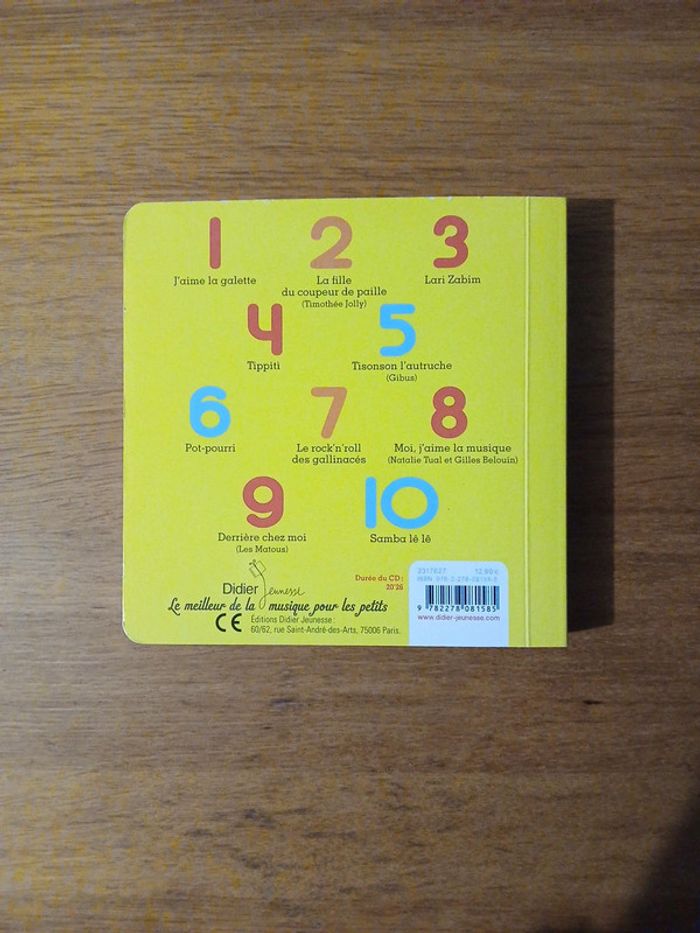 1 2 3
J'aime la galette
La fille
du coupeur de paille
(Timothée Jolly)
Lari Zabim
4 5
Tippiti
Tisonson l'autruche
(Gibus)
6 7 8
Pot-pourri
Le rock'n'roll
des gallinacés
Moi, j'aime la musique
(Natalie Tual et Gilles Belouin)
9 10
Derrière chez moi
(Les Matous)
Samba lê lê
Didier Jeunesse
Le meilleur de la musique pour les petits
CE
Éditions Didier Jeunesse :
60/62, rue Saint-André-des-Arts, 75006 Paris.
Durée du CD :
20'26
ISBN
9 782278 081585
www.didier-jeunesse.com